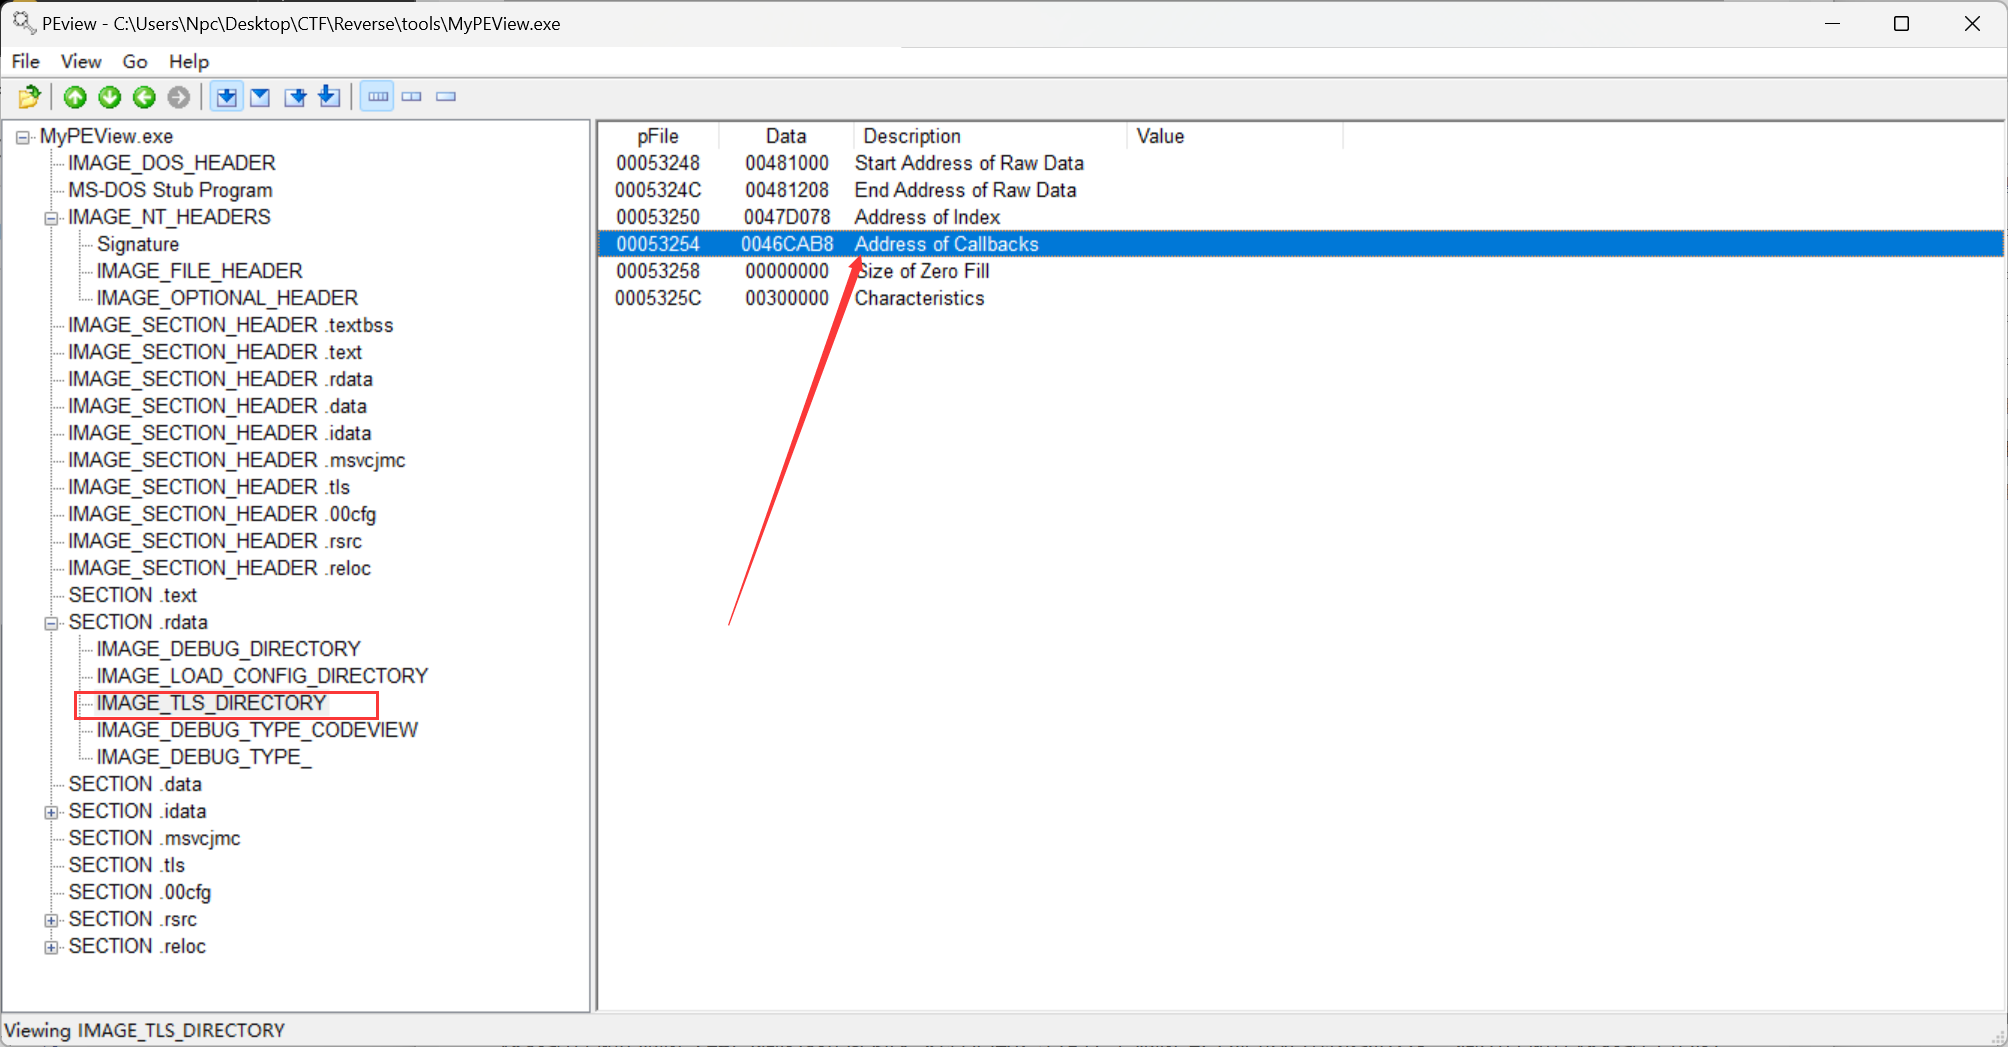 PEview - C:\Users\Npc\Desktop\CTF\Reverse\tools\MyPEView.exe
File View Go Help
MyPEView.exe
IMAGE_DOS_HEADER
MS-DOS Stub Program
IMAGE_NT_HEADERS
Signature
IMAGE_FILE_HEADER
IMAGE_OPTIONAL_HEADER
IMAGE_SECTION_HEADER .textbss
IMAGE_SECTION_HEADER .text
IMAGE_SECTION_HEADER .rdata
IMAGE_SECTION_HEADER .data
IMAGE_SECTION_HEADER .idata
IMAGE_SECTION_HEADER .msvcjmc
IMAGE_SECTION_HEADER .tls
IMAGE_SECTION_HEADER .00cfg
IMAGE_SECTION_HEADER .rsrc
IMAGE_SECTION_HEADER .reloc
SECTION .text
SECTION .rdata
IMAGE_DEBUG_DIRECTORY
IMAGE_LOAD_CONFIG_DIRECTORY
IMAGE_TLS_DIRECTORY
IMAGE_DEBUG_TYPE_CODEVIEW
IMAGE_DEBUG_TYPE_
SECTION .data
SECTION .idata
SECTION .msvcjmc
SECTION .tls
SECTION .00cfg
SECTION .rsrc
SECTION .reloc
pFile Data Description Value
00053248 00481000 Start Address of Raw Data
0005324C 00481208 End Address of Raw Data
00053250 0047D078 Address of Index
00053254 0046CAB8 Address of Callbacks
00053258 00000000 Size of Zero Fill
0005325C 00300000 Characteristics
Viewing IMAGE_TLS_DIRECTORY